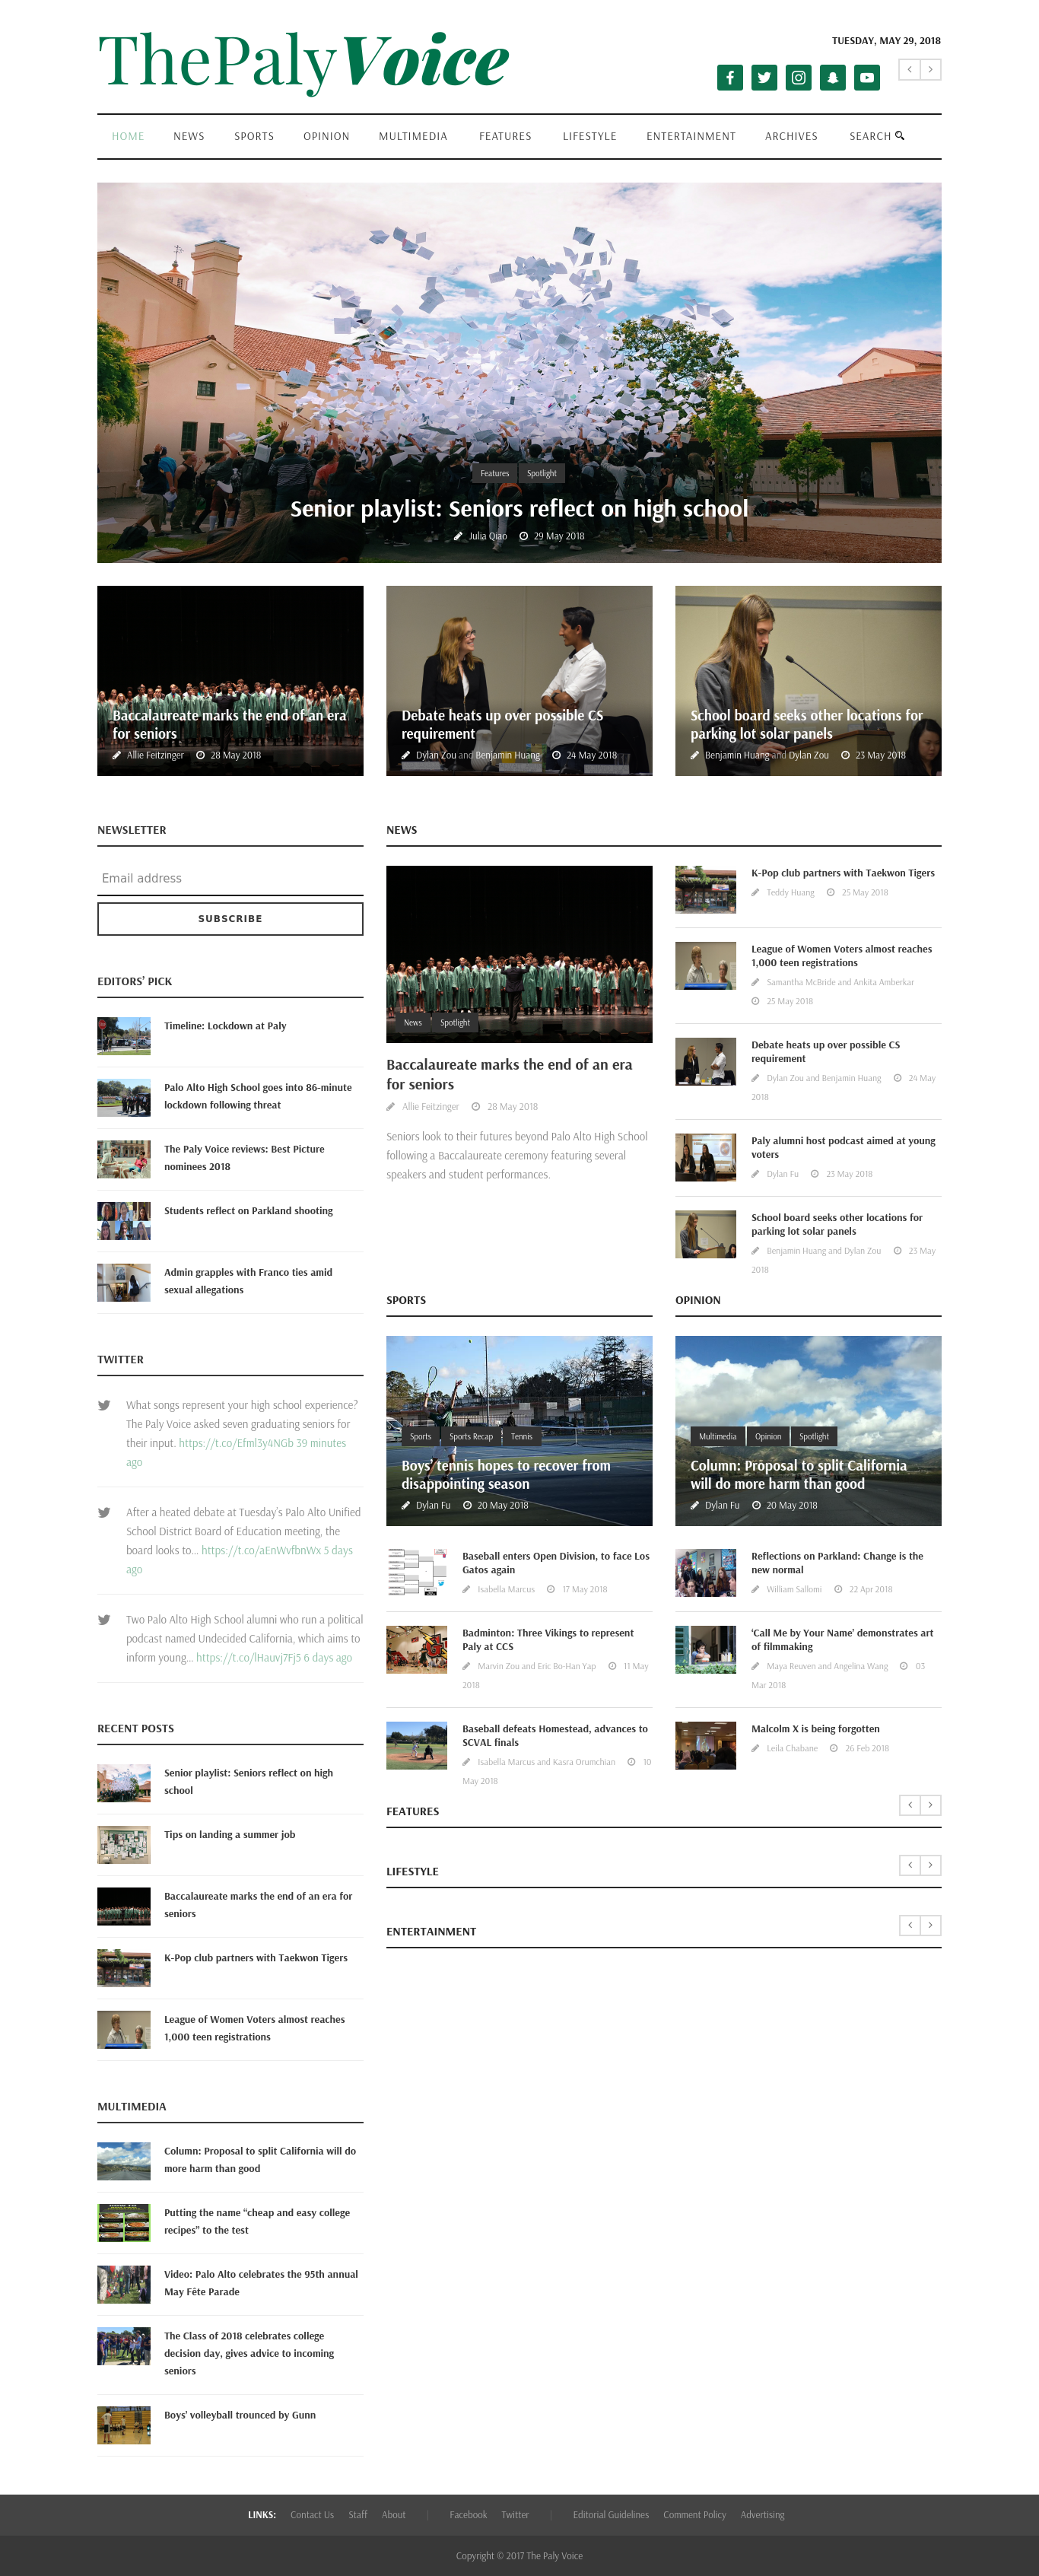 ThePalyVoice
TUESDAY, MAY 29, 2018
HOME NEWS SPORTS OPINION MULTIMEDIA FEATURES LIFESTYLE ENTERTAINMENT ARCHIVES SEARCH
Features Spotlight
Senior playlist: Seniors reflect on high school
Julia Qiao 29 May 2018
Baccalaureate marks the end of an era
for seniors
Allie Feitzinger 28 May 2018
Debate heats up over possible CS
requirement
Dylan Zou and Benjamin Huang 24 May 2018
School board seeks other locations for
parking lot solar panels
Benjamin Huang and Dylan Zou 23 May 2018
NEWSLETTER
Email address
SUBSCRIBE
EDITORS' PICK
Timeline: Lockdown at Paly
Palo Alto High School goes into 86-minute
lockdown following threat
The Paly Voice reviews: Best Picture
nominees 2018
Students reflect on Parkland shooting
Admin grapples with Franco ties amid
sexual allegations
TWITTER
What songs represent your high school experience?
The Paly Voice asked seven graduating seniors for
their input. https://t.co/Efml3y4NGb 39 minutes
ago
After a heated debate at Tuesday's Palo Alto Unified
School District Board of Education meeting, the
board looks to... https://t.co/aEnWvfbnWx 5 days
ago
Two Palo Alto High School alumni who run a political
podcast named Undecided California, which aims to
inform young... https://t.co/lHauvj7Fj5 6 days ago
RECENT POSTS
Senior playlist: Seniors reflect on high
school
Tips on landing a summer job
Baccalaureate marks the end of an era for
seniors
K-Pop club partners with Taekwon Tigers
League of Women Voters almost reaches
1,000 teen registrations
MULTIMEDIA
Column: Proposal to split California will do
more harm than good
Putting the name “cheap and easy college
recipes” to the test
Video: Palo Alto celebrates the 95th annual
May Fête Parade
The Class of 2018 celebrates college
decision day, gives advice to incoming
seniors
Boys' volleyball trounced by Gunn
NEWS
News Spotlight
Baccalaureate marks the end of an era
for seniors
Allie Feitzinger 28 May 2018
Seniors look to their futures beyond Palo Alto High School
following a Baccalaureate ceremony featuring several
speakers and student performances.
K-Pop club partners with Taekwon Tigers
Teddy Huang 25 May 2018
League of Women Voters almost reaches
1,000 teen registrations
Samantha McBride and Ankita Amberkar
25 May 2018
Debate heats up over possible CS
requirement
Dylan Zou and Benjamin Huang 24 May
2018
Paly alumni host podcast aimed at young
voters
Dylan Fu 23 May 2018
School board seeks other locations for
parking lot solar panels
Benjamin Huang and Dylan Zou 23 May
2018
SPORTS
Sports Sports Recap Tennis
Boys' tennis hopes to recover from
disappointing season
Dylan Fu 20 May 2018
Baseball enters Open Division, to face Los
Gatos again
Isabella Marcus 17 May 2018
Badminton: Three Vikings to represent
Paly at CCS
Marvin Zou and Eric Bo-Han Yap 11 May
2018
Baseball defeats Homestead, advances to
SCVAL finals
Isabella Marcus and Kasra Orumchian 10
May 2018
OPINION
Multimedia Opinion Spotlight
Column: Proposal to split California
will do more harm than good
Dylan Fu 20 May 2018
Reflections on Parkland: Change is the
new normal
William Sallomi 22 Apr 2018
‘Call Me by Your Name’ demonstrates art
of filmmaking
Maya Reuven and Angelina Wang 03
Mar 2018
Malcolm X is being forgotten
Leila Chabane 26 Feb 2018
FEATURES
LIFESTYLE
ENTERTAINMENT
LINKS: Contact Us Staff About | Facebook Twitter | Editorial Guidelines Comment Policy Advertising
Copyright © 2017 The Paly Voice